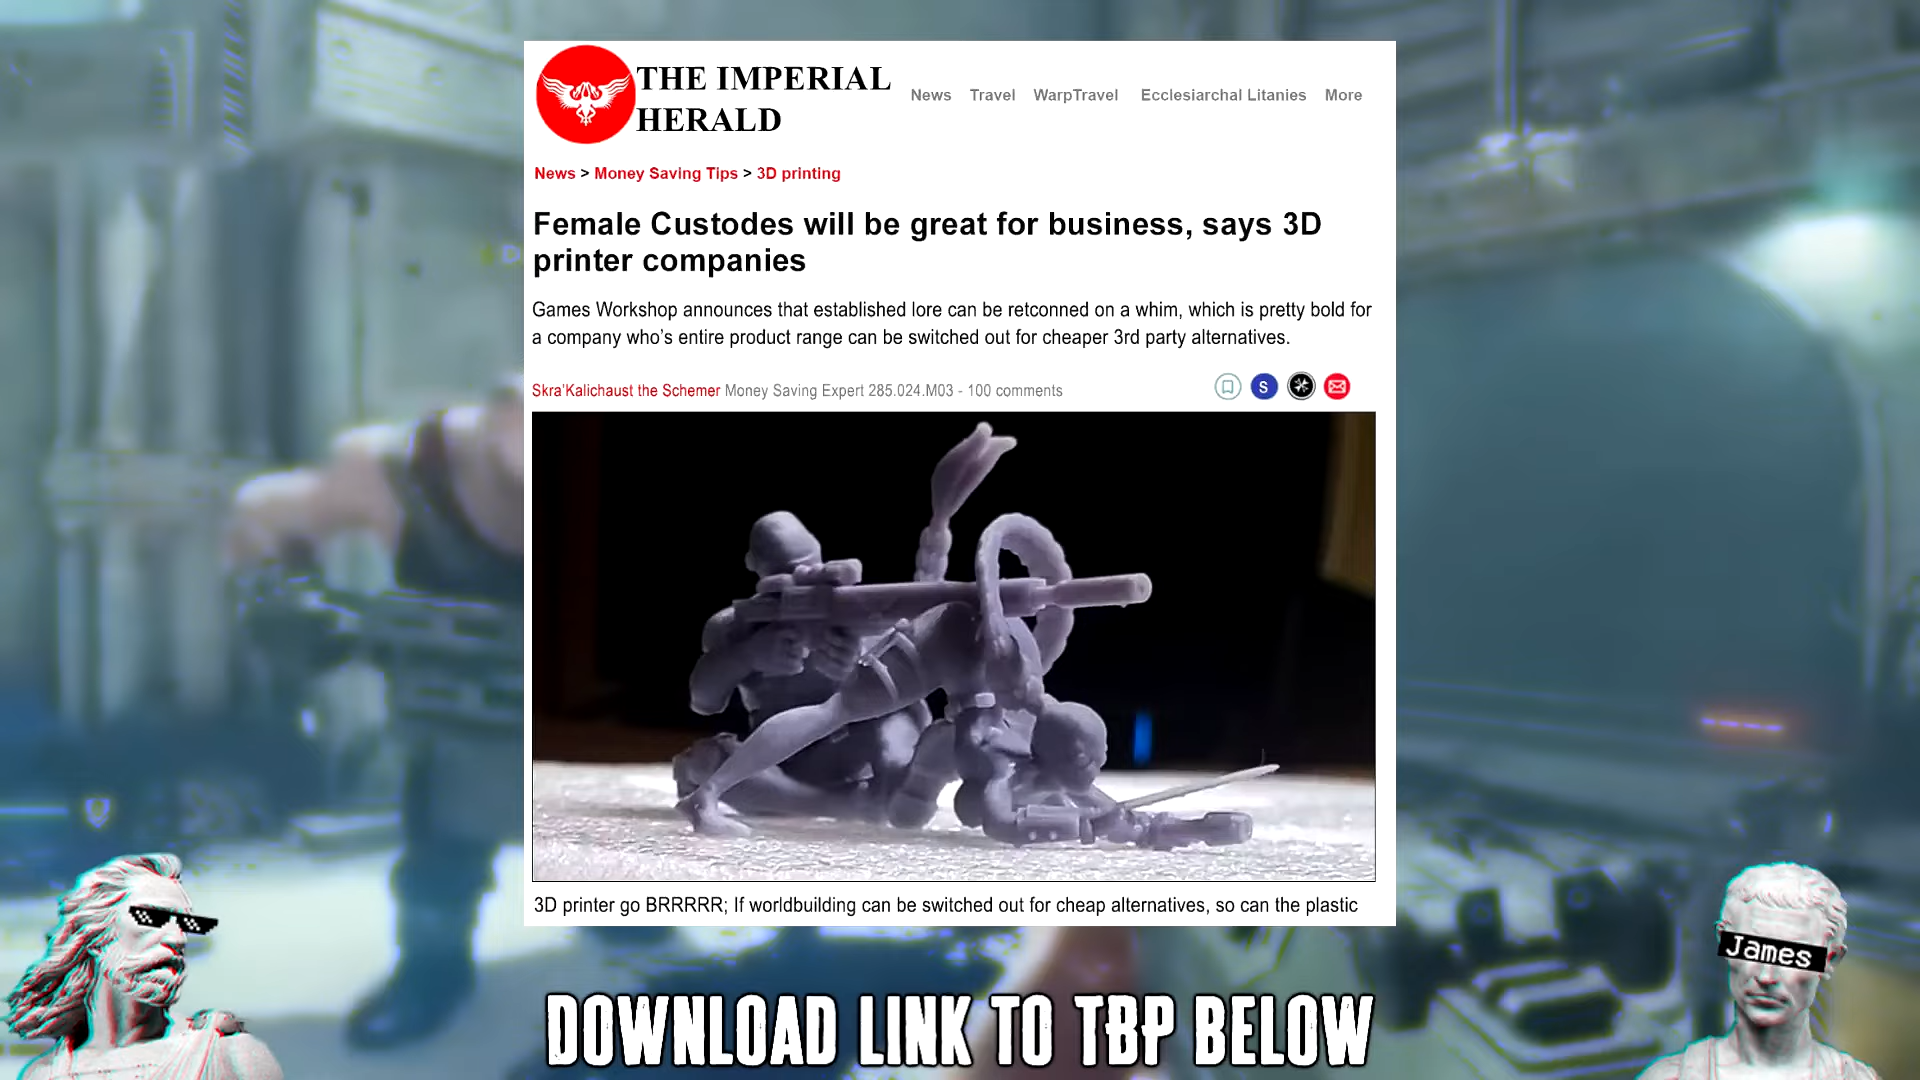 THE IMPERIAL
HERALD
News Travel WarpTravel Ecclesiarchal Litanies More
News > Money Saving Tips > 3D printing
Female Custodes will be great for business, says 3D
printer companies
Games Workshop announces that established lore can be retconned on a whim, which is pretty bold for
a company who's entire product range can be switched out for cheaper 3rd party alternatives.
Skra'Kalichaust the Schemer Money Saving Expert 285.024.M03 - 100 comments
S
3D printer go BRRRRR; If worldbuilding can be switched out for cheap alternatives, so can the plastic
James
DOWNLOAD LINK TO TBP BELOW